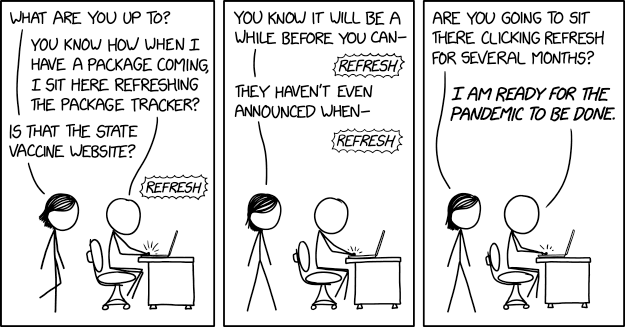 WHAT ARE YOU UP TO?
YOU KNOW HOW WHEN I
HAVE A PACKAGE COMING,
I SIT HERE REFRESHING
THE PACKAGE TRACKER?
IS THAT THE STATE
VACCINE WEBSITE?
REFRESH
YOU KNOW IT WILL BE A
WHILE BEFORE YOU CAN–
REFRESH
THEY HAVEN'T EVEN
ANNOUNCED WHEN–
REFRESH
ARE YOU GOING TO SIT
THERE CLICKING REFRESH
FOR SEVERAL MONTHS?
I AM READY FOR THE
PANDEMIC TO BE DONE.